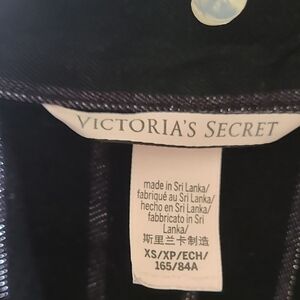 VICTORIA'S SECRET
made in Sri Lanka/
fabriqué au Sri Lanka/
hecho en Sri Lanka/
fabbricato in Sri
Lanka/
斯里兰卡制造
XS/XP/ECH/
165/84A